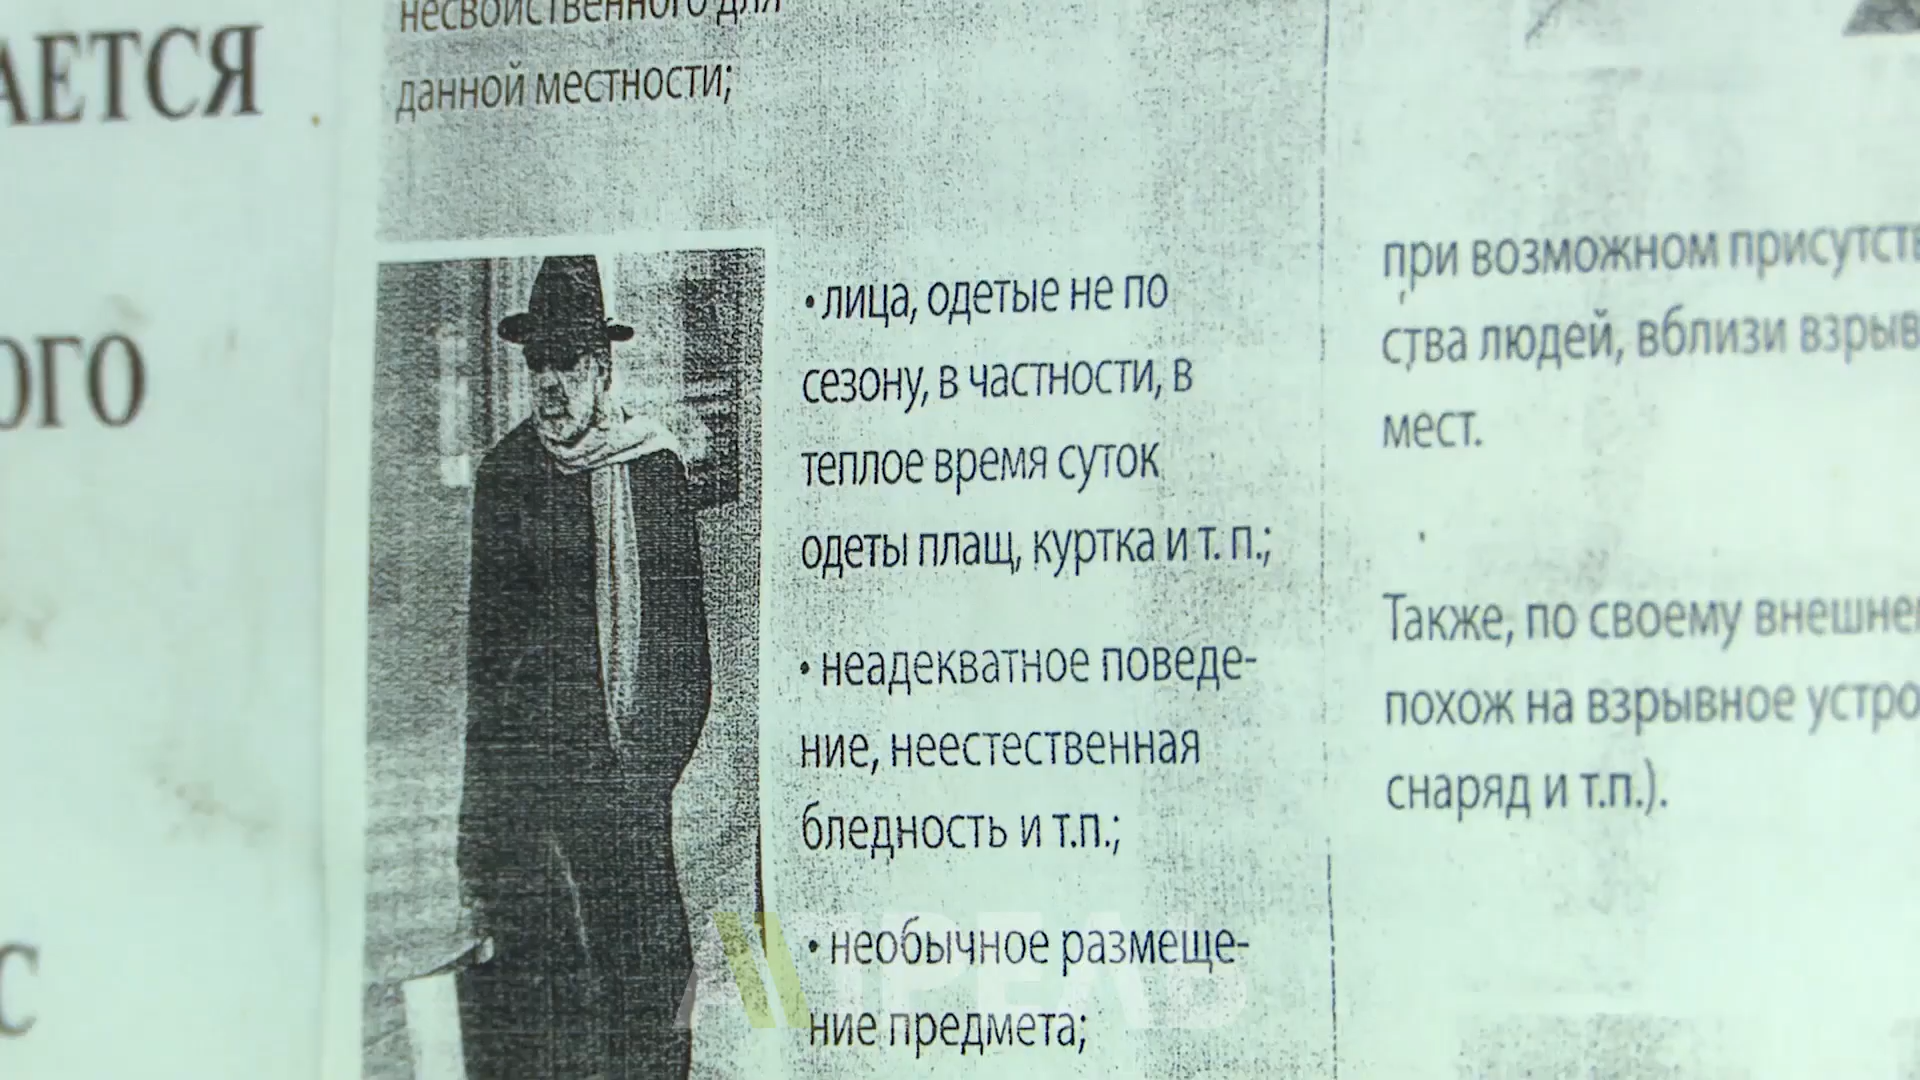 АЕТСЯ
ОГО
С
несвойственного для
данной местности;
• лица, одетые не по
сезону, в частности, в
теплое время суток
одеты плащ, куртка и т. п.;
• неадекватное поведе-
ние, неестественная
бледность и т.п.;
• необычное размеще-
ние предмета;
при возможном присутст
ства людей, вблизи взрыв
мест.
Также, по своему внешне
похож на взрывное устро
снаряд и т.п.).
АПРЕЛЬ